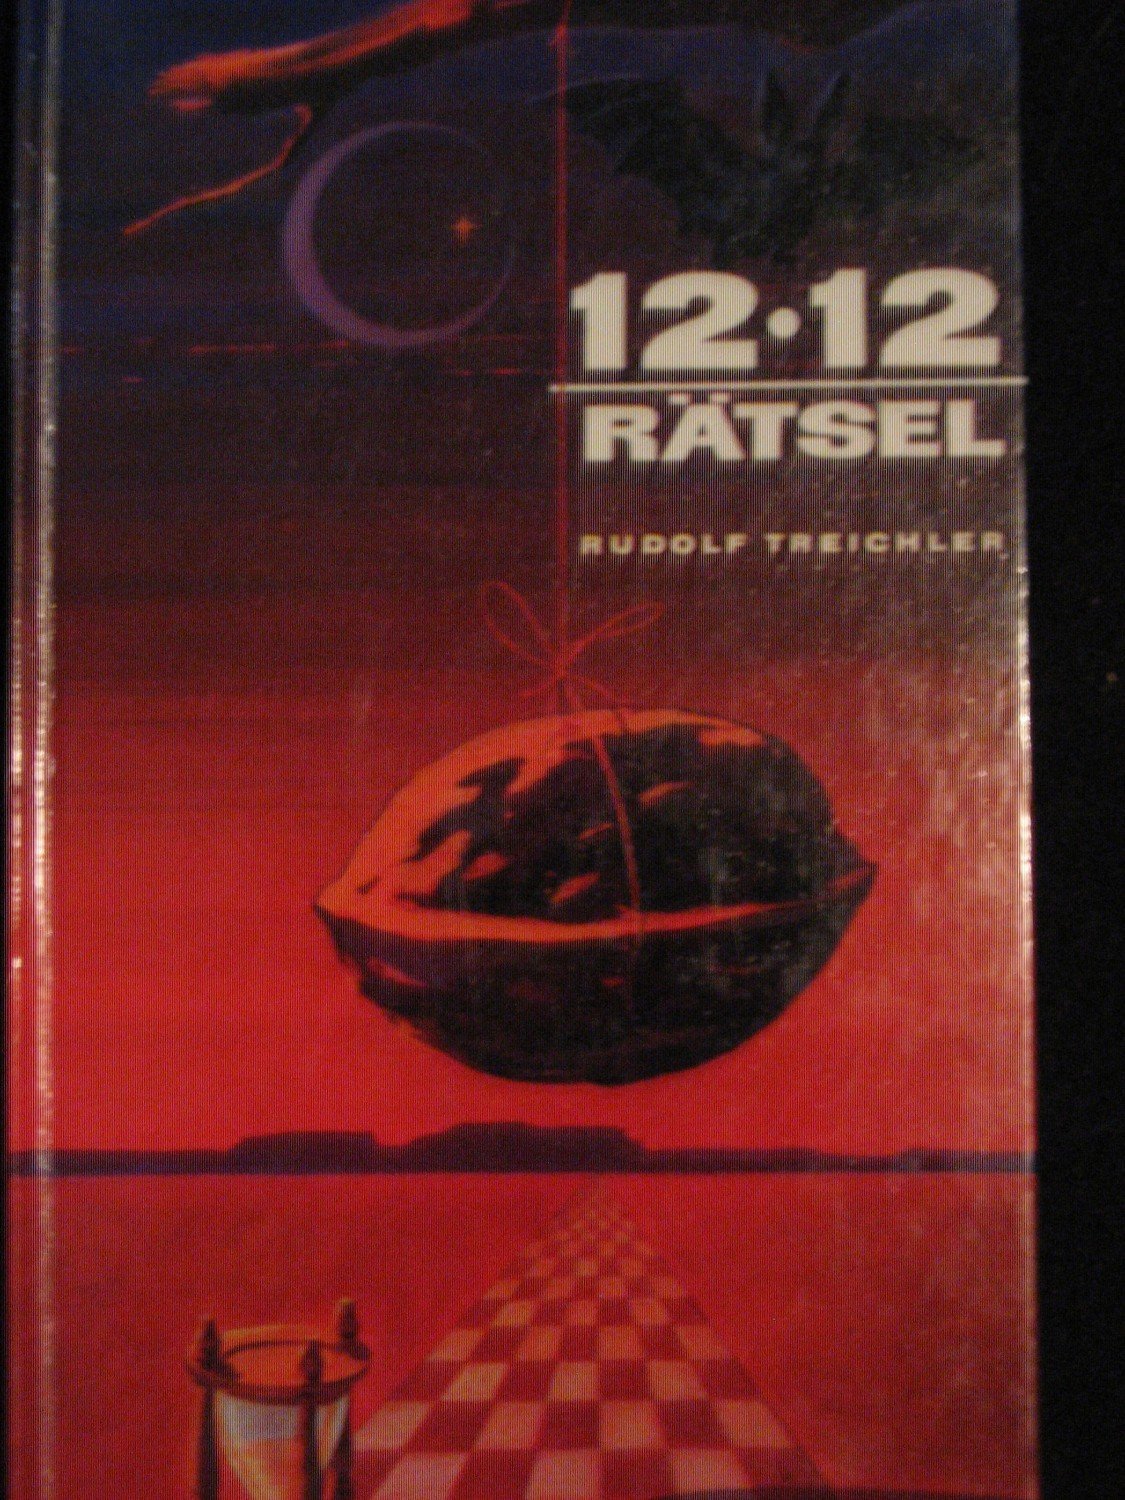 12·12
RÄTSEL
RUDOLF TREICHLER